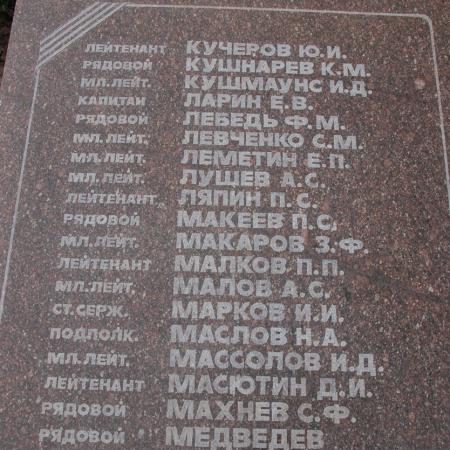 ЛЕЙТЕНАНТ КУЧЕРОВ Ю.И.
РЯДОВОЙ КУШНАРЕВ К.М.
МЛ.ЛЕЙТ. КУШМАУНС И.Д.
КАПИТАН ЛАРИН Е.В.
РЯДОВОЙ ЛЕБЕДЬ Ф.М.
МЛ.ЛЕЙТ. ЛЕВЧЕНКО С.М.
МЛ.ЛЕЙТ. ЛЕМЕТИН Е.П.
МЛ.ЛЕЙТ. ЛУШЕВ А.С.
ЛЕЙТЕНАНТ ЛЯПИН П.С.
РЯДОВОЙ МАКЕЕВ П.С.
МЛ.ЛЕЙТ. МАКАРОВ З.Ф.
ЛЕЙТЕНАНТ МАЛКОВ П.П.
МЛ.ЛЕЙТ. МАЛОВ А.С.
СТ.СЕРЖ. МАРКОВ И.И.
ПОДПОЛК. МАСЛОВ Н.А.
МЛ.ЛЕЙТ. МАССОЛОВ И.Д.
ЛЕЙТЕНАНТ МАСЮТИН Д.И.
РЯДОВОЙ МАХНЕВ С.Ф.
РЯДОВОЙ МЕДВЕДЕВ